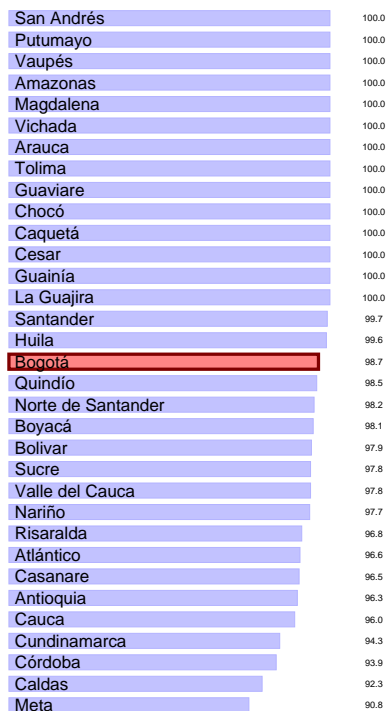 San Andrés 100.0
Putumayo 100.0
Vaupés 100.0
Amazonas 100.0
Magdalena 100.0
Vichada 100.0
Arauca 100.0
Tolima 100.0
Guaviare 100.0
Chocó 100.0
Caquetá 100.0
Cesar 100.0
Guainía 100.0
La Guajira 100.0
Santander 99.7
Huila 99.6
Bogotá 98.7
Quindío 98.5
Norte de Santander 98.2
Boyacá 98.1
Bolivar 97.9
Sucre 97.8
Valle del Cauca 97.8
Nariño 97.7
Risaralda 96.8
Atlántico 96.6
Casanare 96.5
Antioquia 96.3
Cauca 96.0
Cundinamarca 94.3
Córdoba 93.9
Caldas 92.3
Meta 90.8